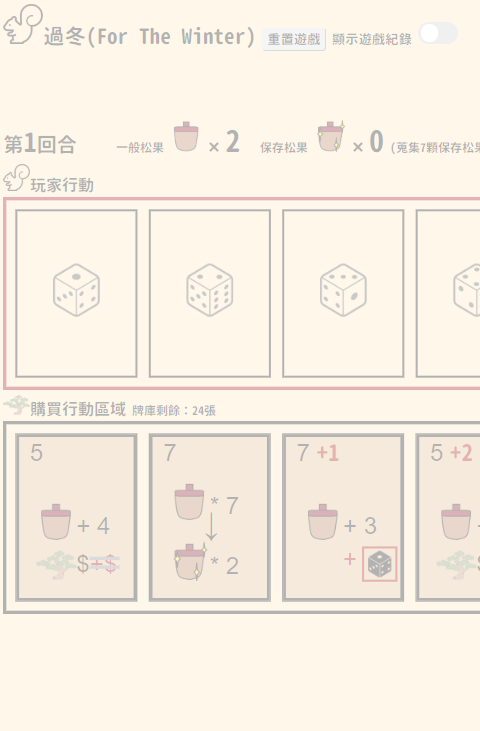 過冬(For The Winter) 重置遊戲 顯示遊戲紀錄
第1回合 一般松果 × 2 保存松果 × 0 (蒐集7顆保存松果
玩家行動
購買行動區域 牌庫剩餘：24張
5 7 7 +1 5 +2
* 7
+ 4 + 3
$+$ * 2 +